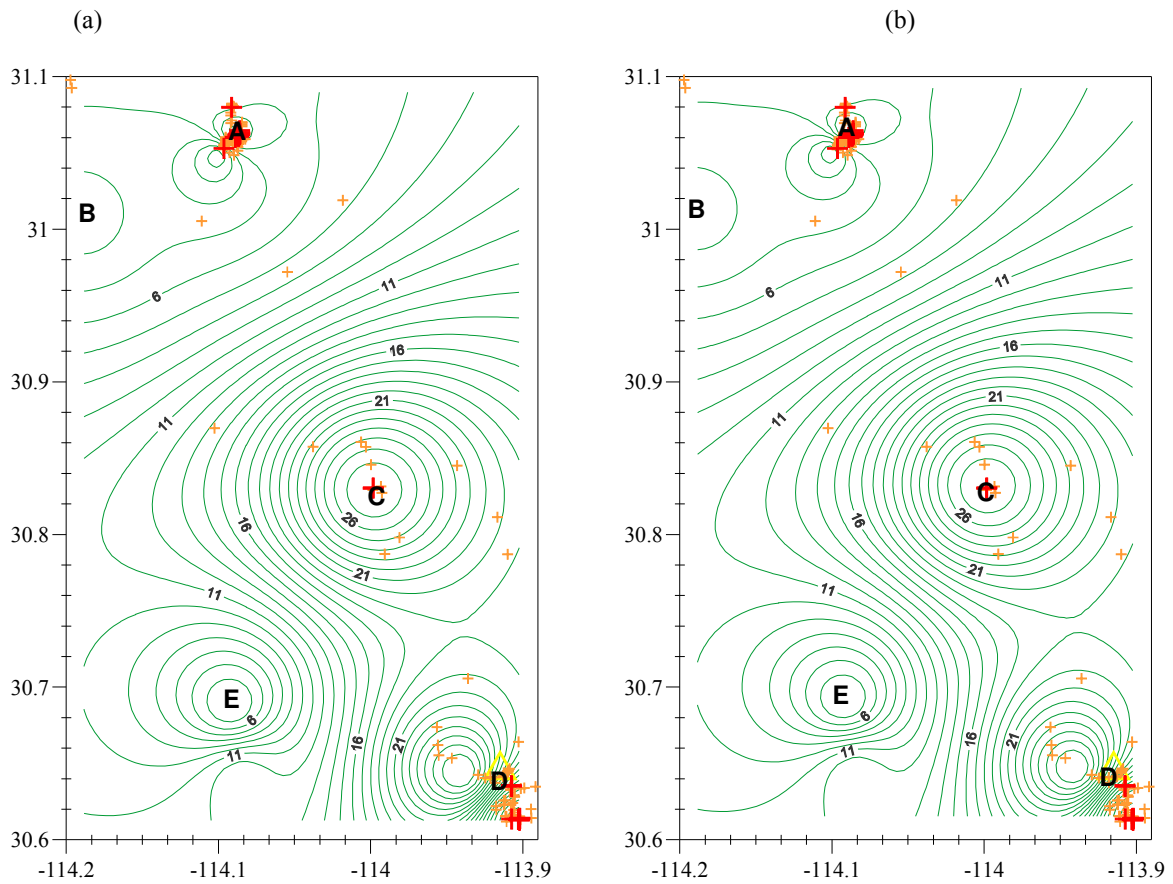 (a) (b)
31.1 31.1
A A
B B
31 31
6 11 6 11
16 16
30.9 30.9
21 21
11 11
C C
26 26
16 16
30.8 30.8
21 21
11 11
30.7 30.7
E E
6 6
16 21 16 21
11 11
D D
30.6 30.6
-114.2 -114.1 -114 -113.9 -114.2 -114.1 -114 -113.9